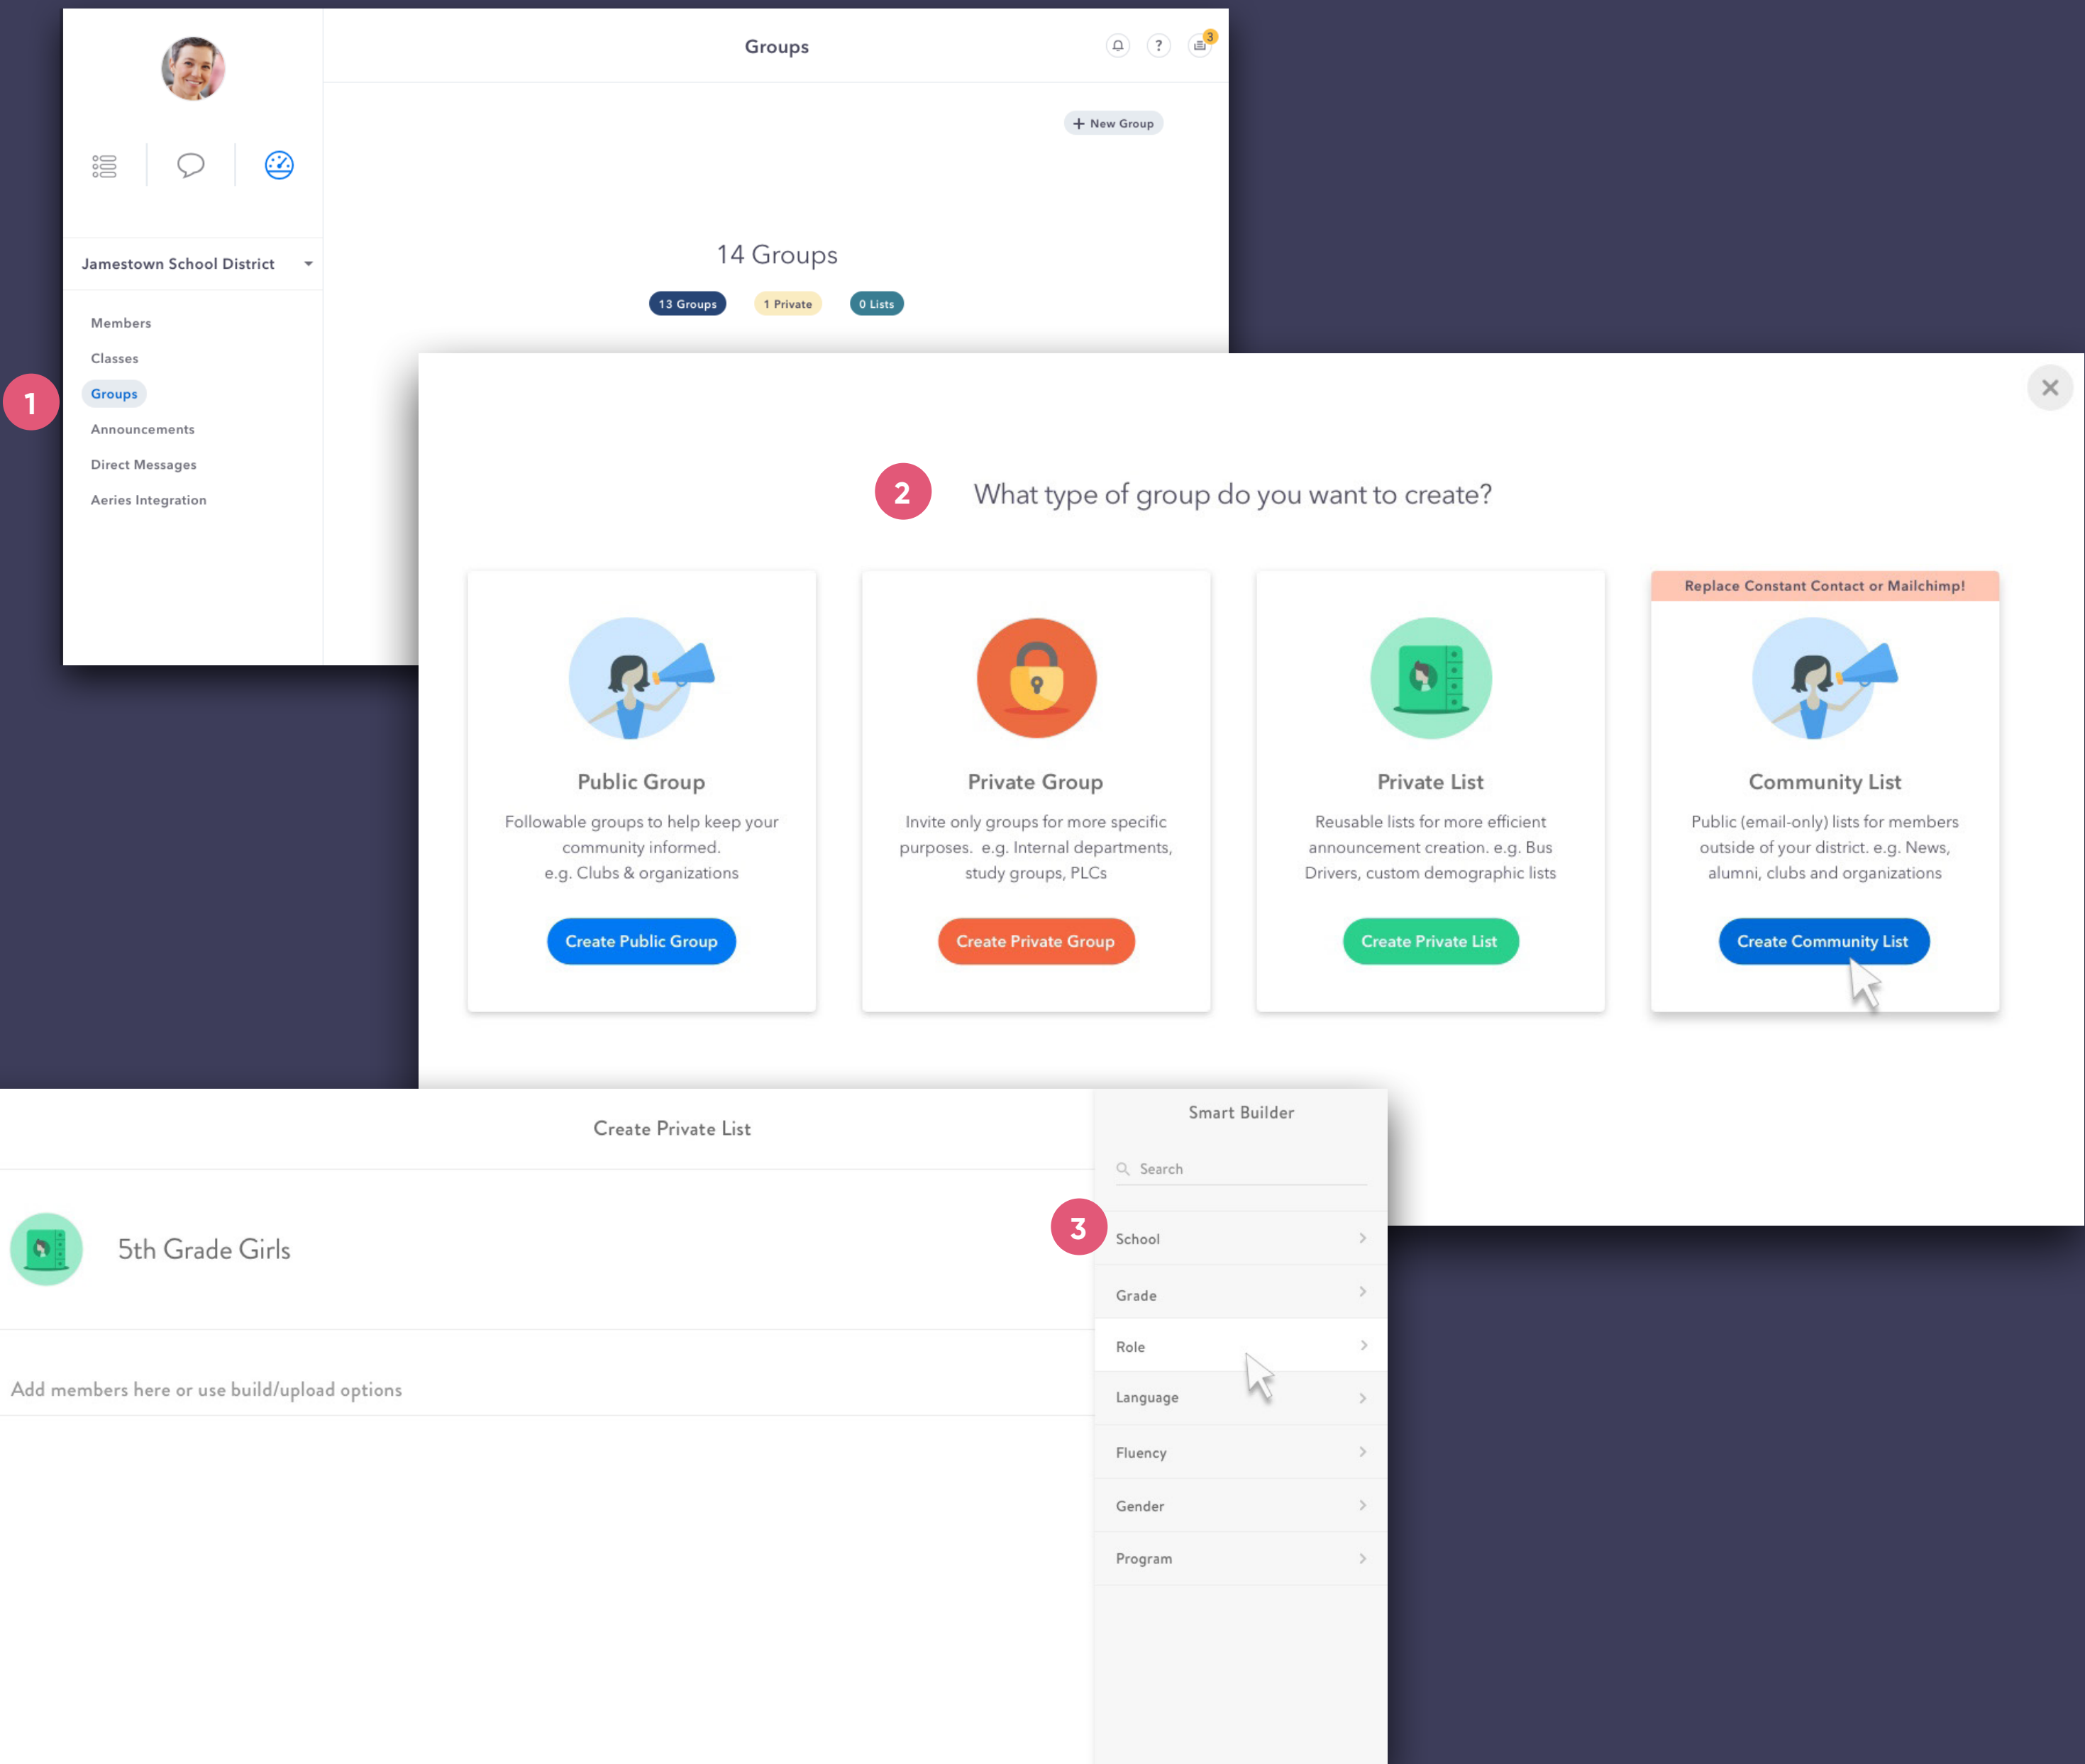 Groups
3
+ New Group
14 Groups
13 Groups
1 Private
0 Lists
Jamestown School District
Members
Classes
1
Groups
Announcements
Direct Messages
Aeries Integration
2
What type of group do you want to create?
Public Group
Followable groups to help keep your
community informed.
e.g. Clubs & organizations
Create Public Group
Private Group
Invite only groups for more specific
purposes. e.g. Internal departments,
study groups, PLCs
Create Private Group
Private List
Reusable lists for more efficient
announcement creation. e.g. Bus
Drivers, custom demographic lists
Create Private List
Replace Constant Contact or Mailchimp!
Community List
Public (email-only) lists for members
outside of your district. e.g. News,
alumni, clubs and organizations
Create Community List
Create Private List
5th Grade Girls
Add members here or use build/upload options
Smart Builder
Search
3
School
Grade
Role
Language
Fluency
Gender
Program